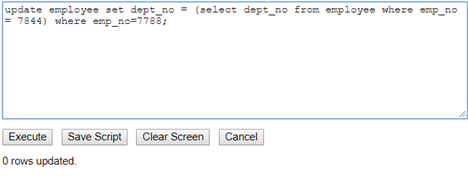 update employee set dept_no = (select dept_no from employee where emp_no
= 7844) where emp_no=7788;
Execute Save Script Clear Screen Cancel
0 rows updated.